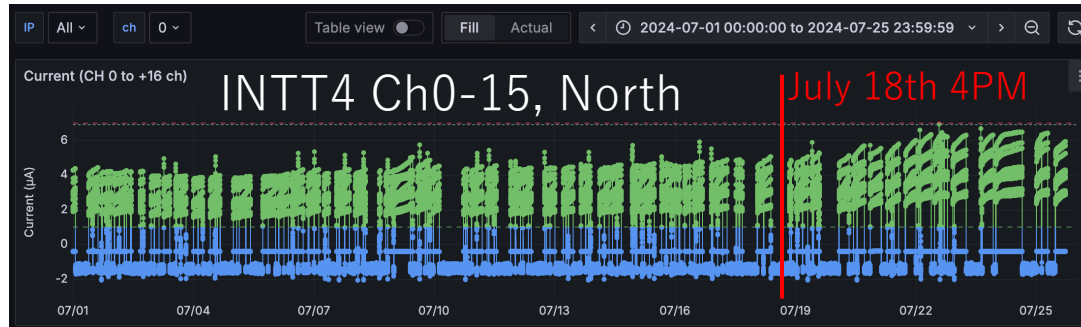 IP All ch 0 Table view Fill Actual 2024-07-01 00:00:00 to 2024-07-25 23:59:59
Current (CH 0 to +16 ch)
INTT4 Ch0-15, North
July 18th 4PM
Current (μA)
6
4
2
0
-2
07/01 07/04 07/07 07/10 07/13 07/16 07/19 07/22 07/25